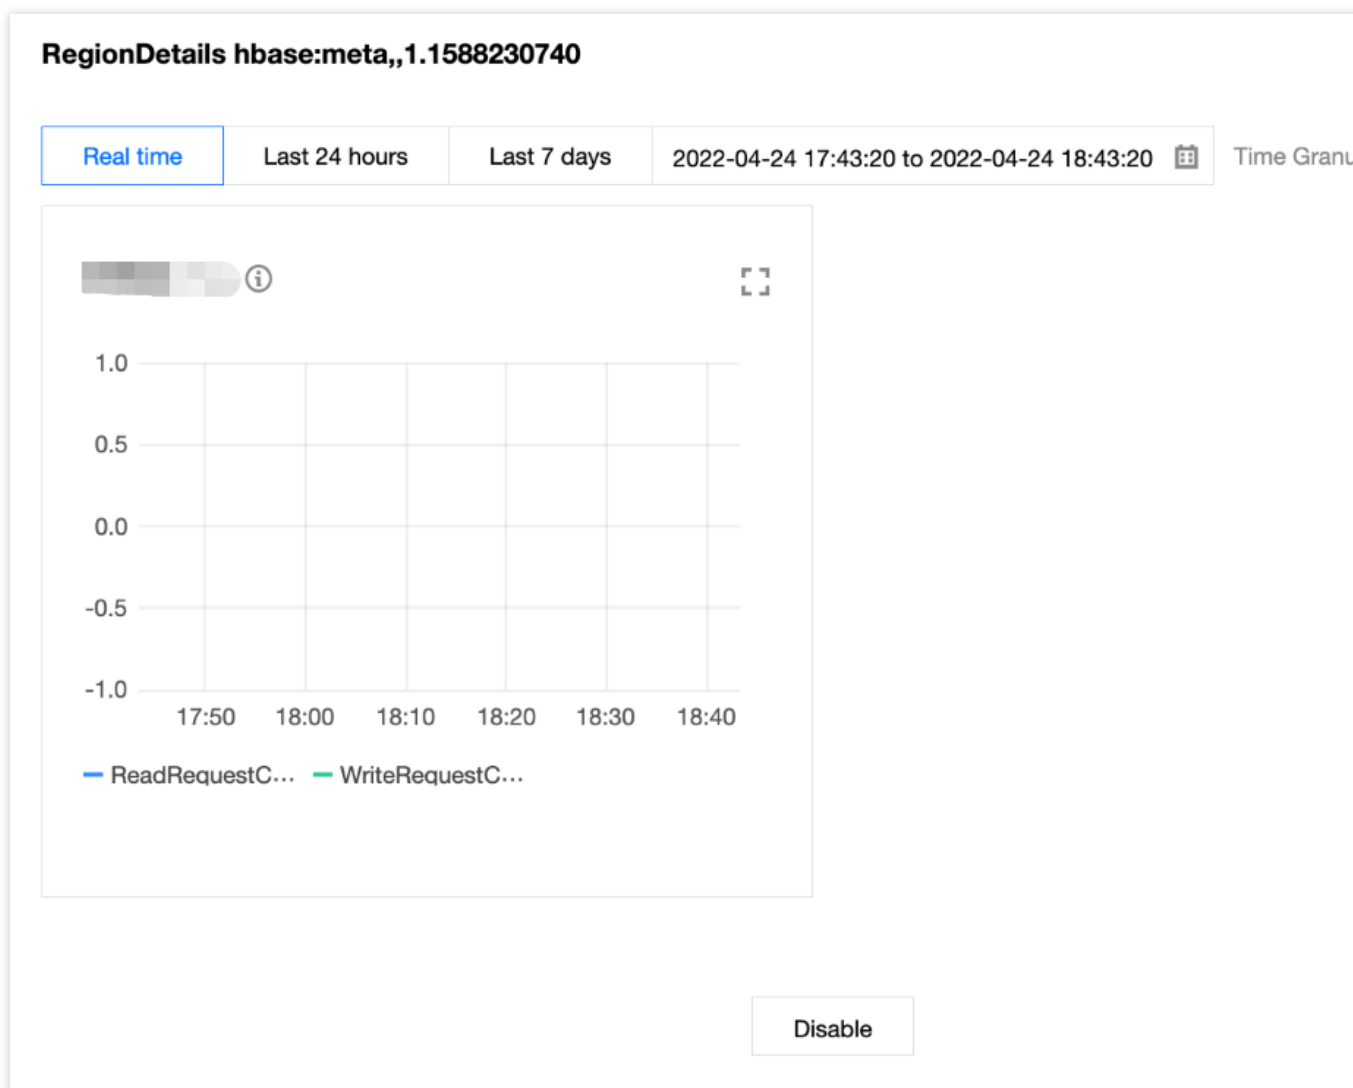 RegionDetails hbase:meta,,1.1588230740
Real time Last 24 hours Last 7 days 2022-04-24 17:43:20 to 2022-04-24 18:43:20 Time Granu
1.0
0.5
0.0
-0.5
-1.0
17:50 18:00 18:10 18:20 18:30 18:40
ReadRequestC... WriteRequestC...
Disable